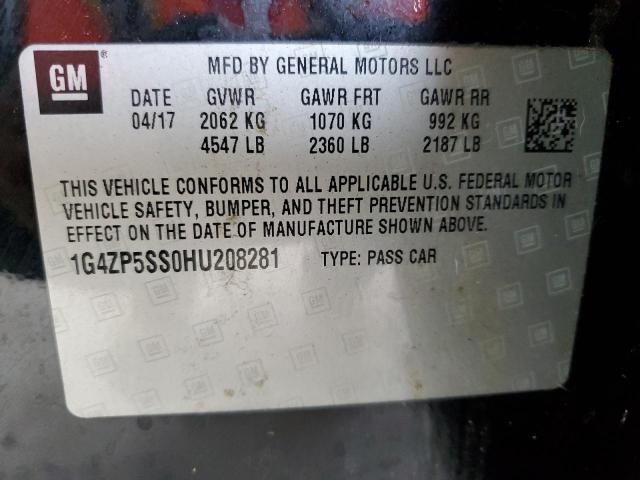 GM
MFD BY GENERAL MOTORS LLC
DATE GVWR GAWR FRT GAWR RR
04/17 2062 KG 1070 KG 992 KG
4547 LB 2360 LB 2187 LB
THIS VEHICLE CONFORMS TO ALL APPLICABLE U.S. FEDERAL MOTOR
VEHICLE SAFETY, BUMPER, AND THEFT PREVENTION STANDARDS IN
EFFECT ON THE DATE OF MANUFACTURE SHOWN ABOVE.
1G4ZP5SS0HU208281 TYPE: PASS CAR